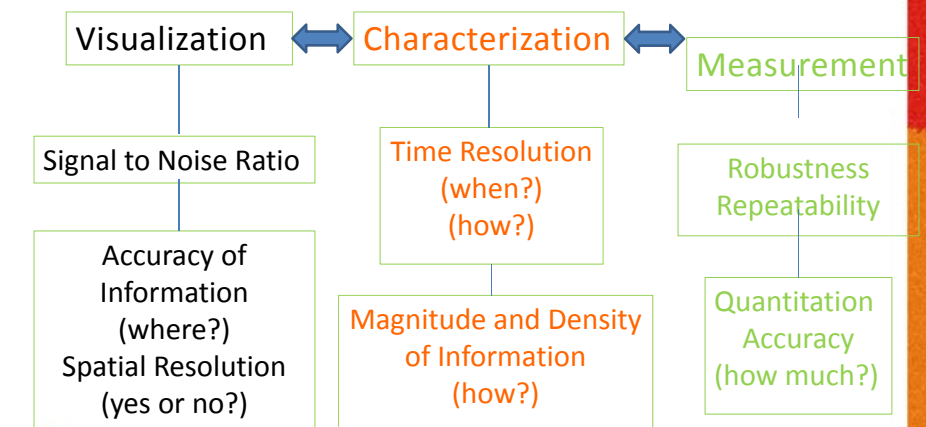 Visualization
Characterization
Measurement
Signal to Noise Ratio
Accuracy of
Information
(where?)
Spatial Resolution
(yes or no?)
Time Resolution
(when?)
(how?)
Magnitude and Density
of Information
(how?)
Robustness
Repeatability
Quantitation
Accuracy
(how much?)